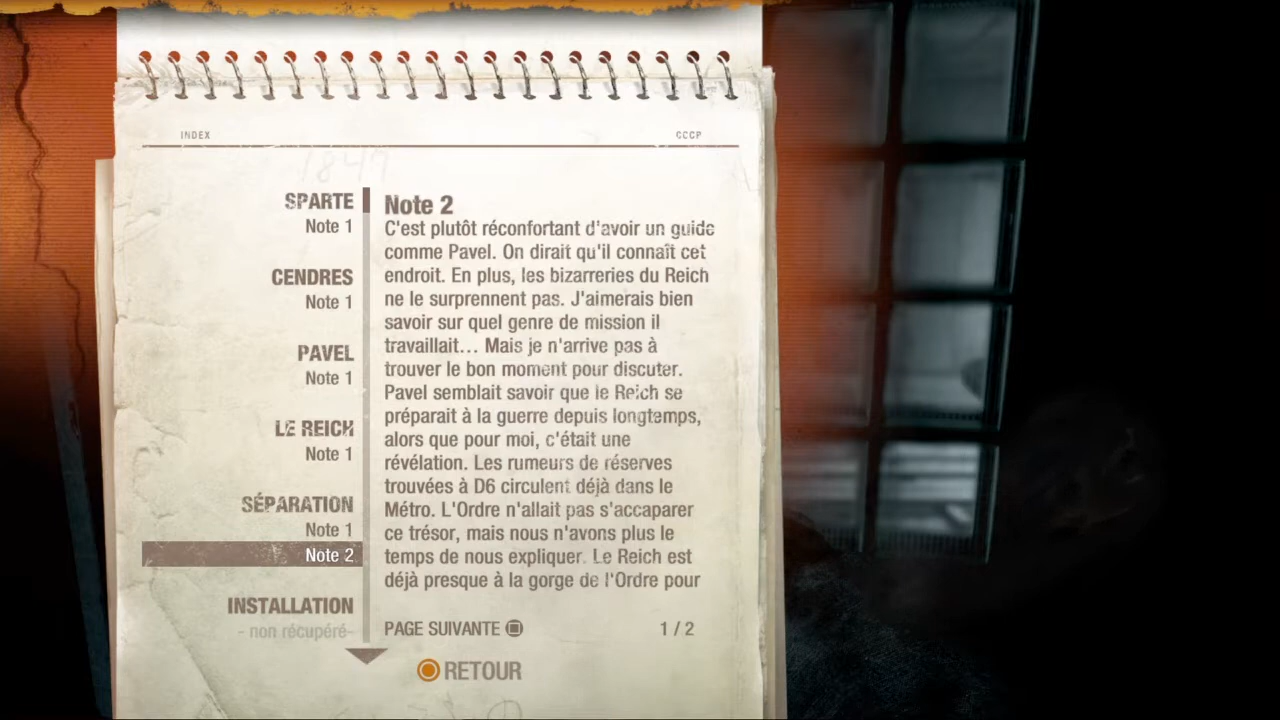 INDEX
CCCP
1847
SPARTE
Note 1
CENDRES
Note 1
PAVEL
Note 1
LE REICH
Note 1
SÉPARATION
Note 1
Note 2
INSTALLATION
- non récupéré-
Note 2
C'est plutôt réconfortant d'avoir un guide
comme Pavel. On dirait qu'il connaît cet
endroit. En plus, les bizarreries du Reich
ne le surprennent pas. J'aimerais bien
savoir sur quel genre de mission il
travaillait... Mais je n'arrive pas à
trouver le bon moment pour discuter.
Pavel semblait savoir que le Reich se
préparait à la guerre depuis longtemps,
alors que pour moi, c'était une
révélation. Les rumeurs de réserves
trouvées à D6 circulent déjà dans le
Métro. L'Ordre n'allait pas s'accaparer
ce trésor, mais nous n'avons plus le
temps de nous expliquer. Le Reich est
déjà presque à la gorge de l'Ordre pour
PAGE SUIVANTE
1 / 2
RETOUR